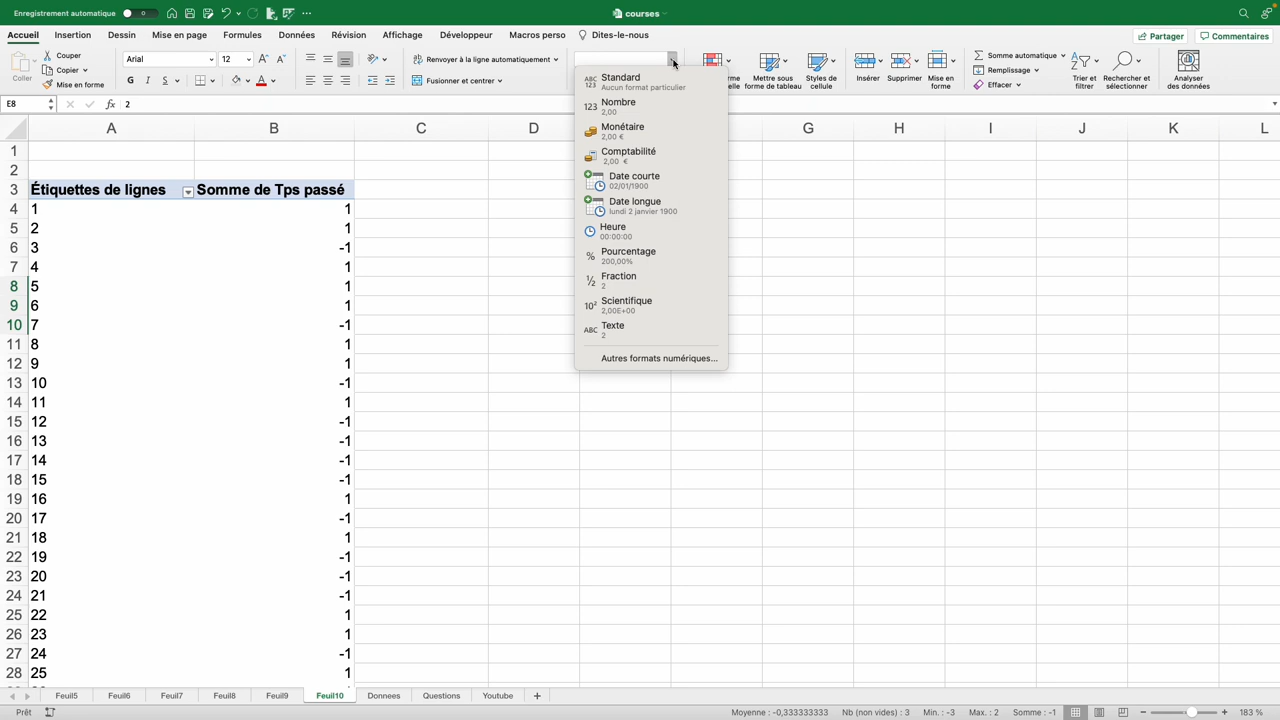 Enregistrement automatique
courses
Accueil Insertion Dessin Mise en page Formules Données Révision Affichage Développeur Macros perso Dites-le-nous Partager Commentaires
Coller
Couper
Copier
Mise en forme
Arial 12
G I S
Renvoyer à la ligne automatiquement
Fusionner et centrer
Mettre sous forme de tableau
Styles de cellule
Insérer
Supprimer
Mise en forme
Somme automatique
Remplissage
Effacer
Trier et filtrer
Rechercher et sélectionner
Analyser des données
E8 fx 2
Standard
Aucun format particulier
Nombre
2,00
Monétaire
2,00 €
Comptabilité
2,00 €
Date courte
02/01/1900
Date longue
lundi 2 janvier 1900
Heure
00:00:00
Pourcentage
200,00%
Fraction
2
Scientifique
2,00E+00
Texte
2
Autres formats numériques...
A B C D G H I J K L
1
2
3 Étiquettes de lignes Somme de Tps passé
4 1 1
5 2 1
6 3 -1
7 4 1
8 5 1
9 6 1
10 7 -1
11 8 1
12 9 1
13 10 -1
14 11 1
15 12 -1
16 13 -1
17 14 -1
18 15 -1
19 16 1
20 17 -1
21 18 1
22 19 -1
23 20 -1
24 21 -1
25 22 1
26 23 1
27 24 -1
28 25 1
Feuil5 Feuil6 Feuil7 Feuil8 Feuil9 Feuil10 Donnees Questions Youtube
Prêt Moyenne : -0,333333333 Nb (non vides) : 3 Min. : -3 Max. : 2 Somme : -1 183 %